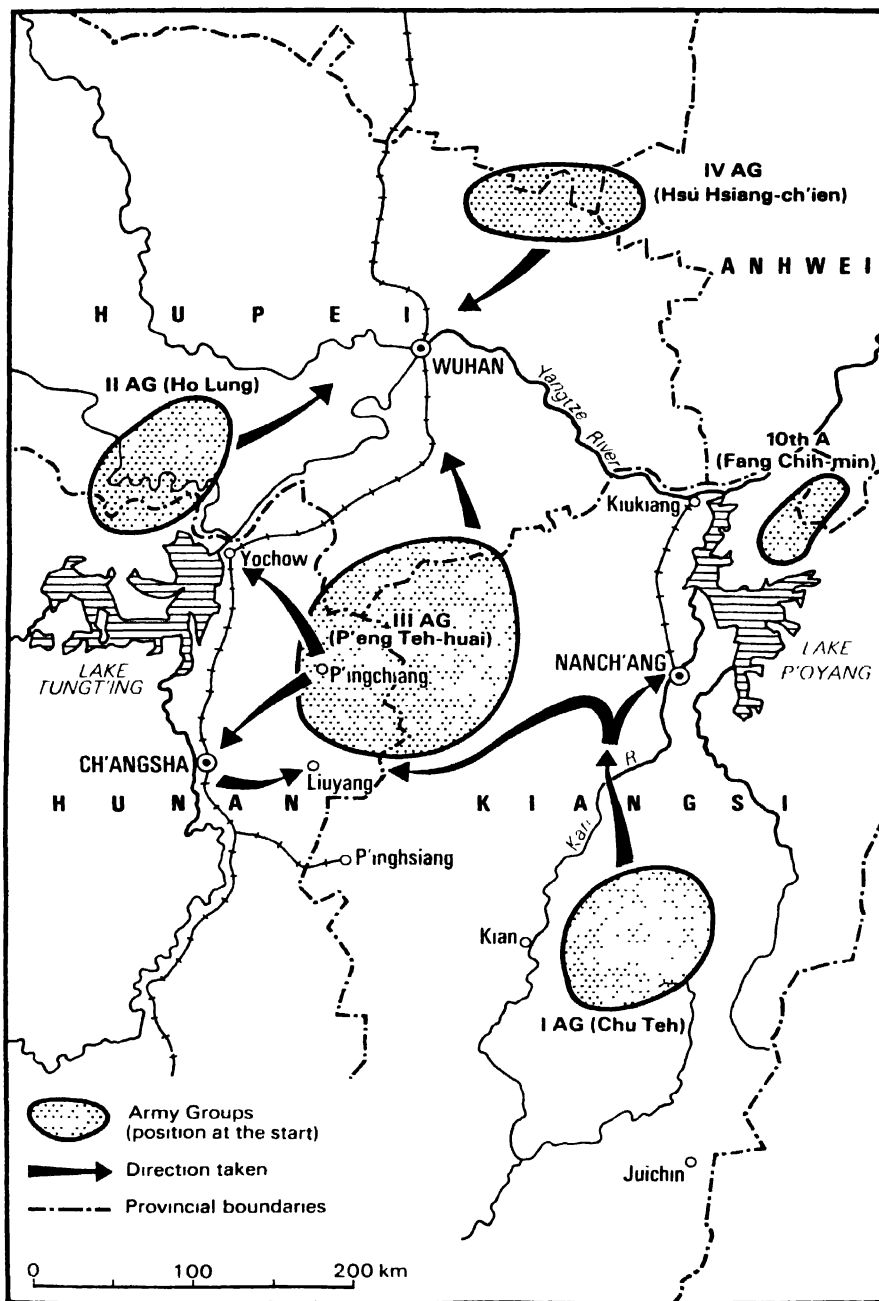 IV AG
(Hsü Hsiang-ch'ien)
ANHWEI
HUPEI
WUHAN
II AG (Ho Lung)
Yangtze River
10th A
(Fang Chih-min)
Kiukiang
Yochow
III AG
(P'eng Teh-huai)
P'ingchiang
LAKE
TUNGT'ING
NANCH'ANG
LAKE
P'OYANG
CH'ANGSHA
Liuyang
HUNAN
KIANGSI
Kan R
P'inghsiang
Kian
I AG (Chu Teh)
Army Groups
(position at the start)
Direction taken
Provincial boundaries
Juichin
0 100 200 km